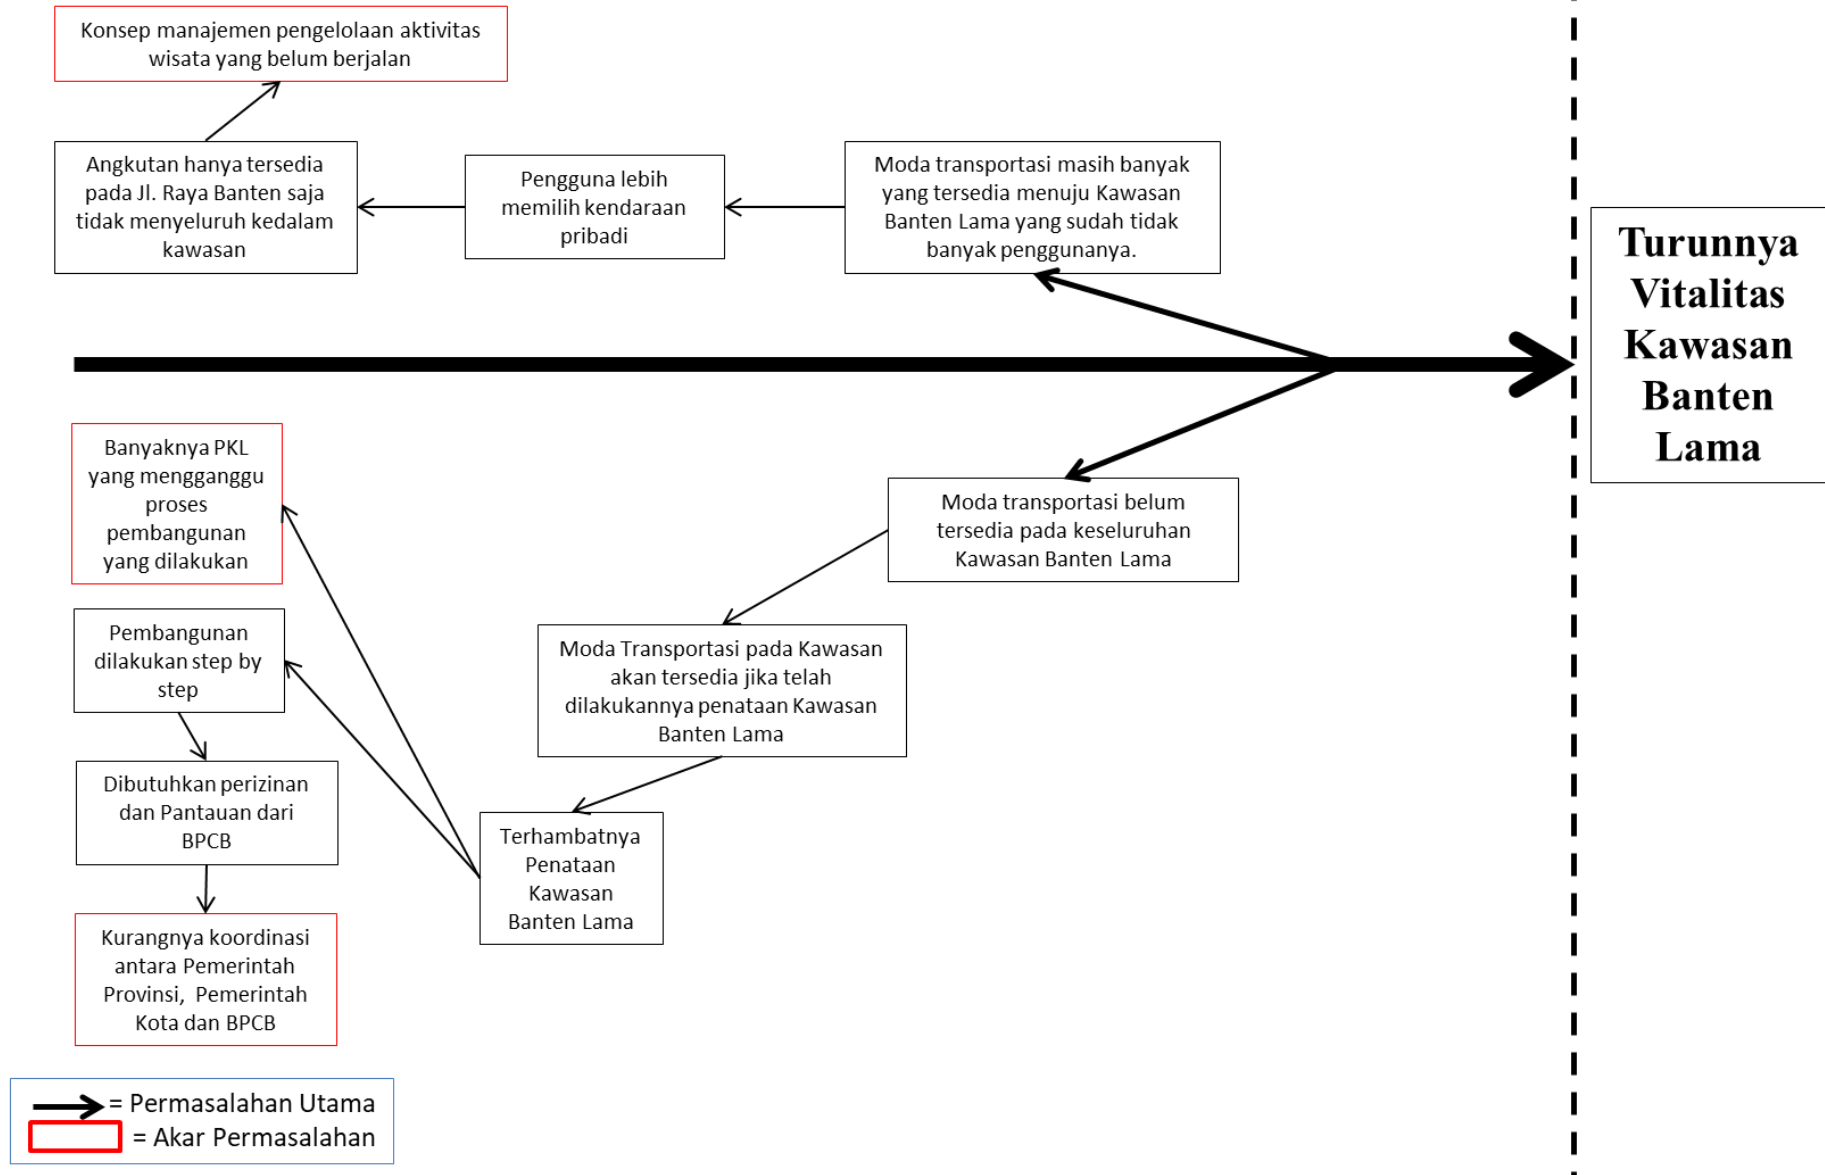 Konsep manajemen pengelolaan aktivitas
wisata yang belum berjalan
Angkutan hanya tersedia
pada Jl. Raya Banten saja
tidak menyeluruh kedalam
kawasan
Pengguna lebih
memilih kendaraan
pribadi
Moda transportasi masih banyak
yang tersedia menuju Kawasan
Banten Lama yang sudah tidak
banyak penggunanya.
Turunnya
Vitalitas
Kawasan
Banten
Lama
Banyaknya PKL
yang mengganggu
proses
pembangunan
yang dilakukan
Moda transportasi belum
tersedia pada keseluruhan
Kawasan Banten Lama
Pembangunan
dilakukan step by
step
Moda Transportasi pada Kawasan
akan tersedia jika telah
dilakukannya penataan Kawasan
Banten Lama
Dibutuhkan perizinan
dan Pantauan dari
BPCB
Terhambatnya
Penataan
Kawasan
Banten Lama
Kurangnya koordinasi
antara Pemerintah
Provinsi, Pemerintah
Kota dan BPCB
= Permasalahan Utama
= Akar Permasalahan